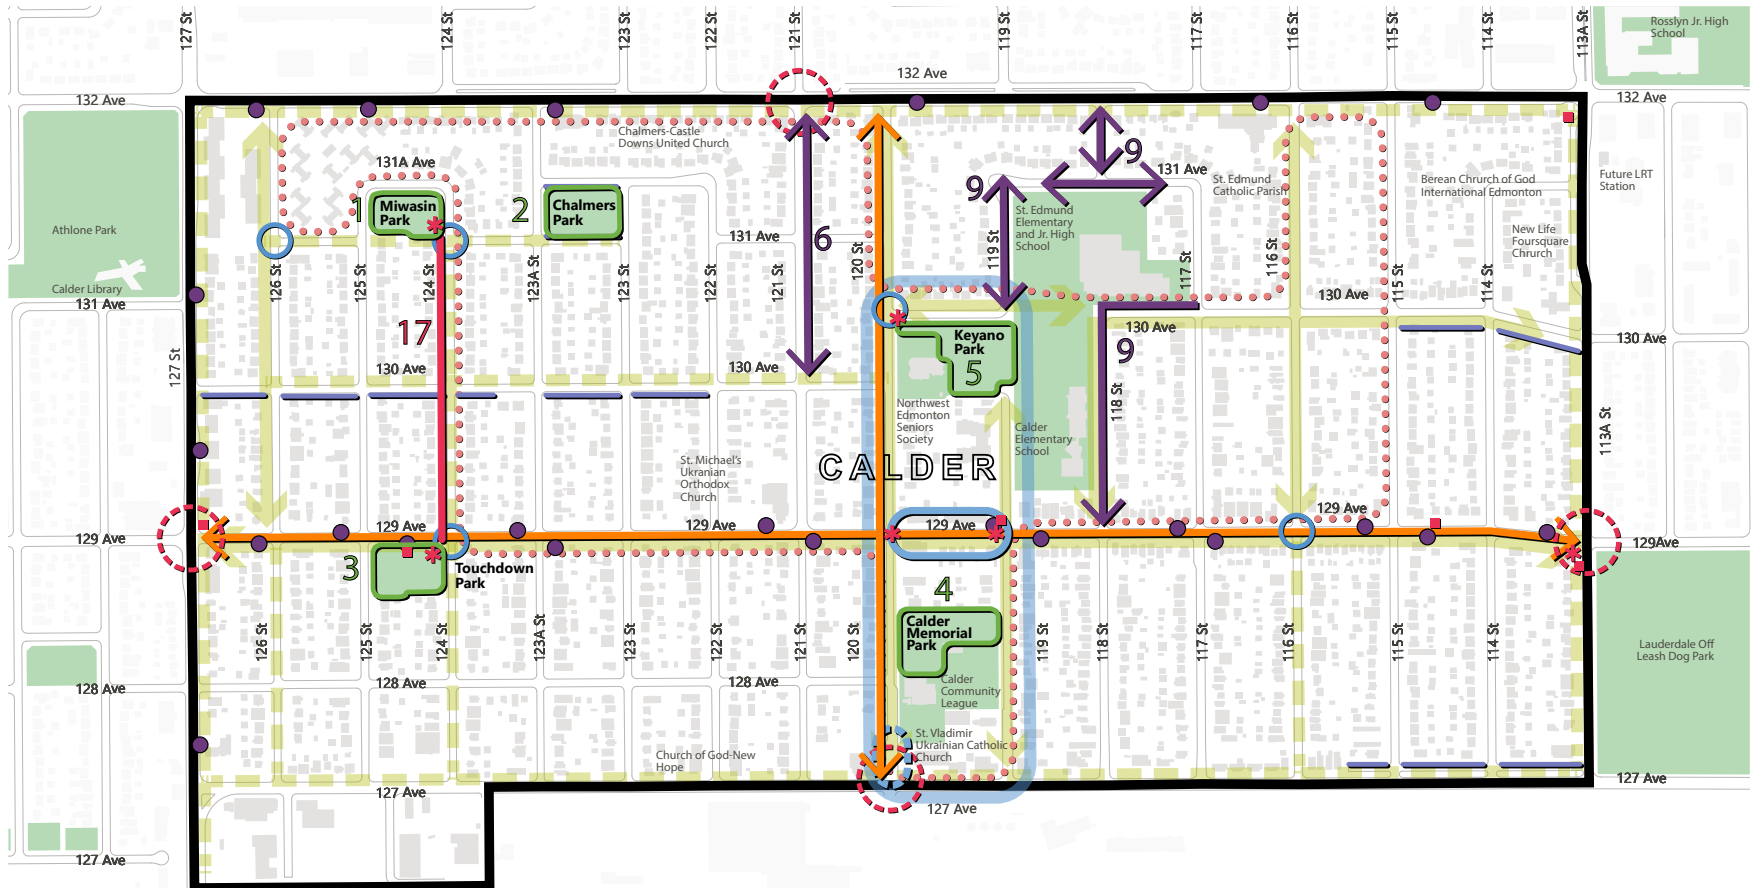 127 St
124 St
123 St
122 St
121 St
119 St
117 St
116 St
115 St
114 St
113A St
Rosslyn Jr. High
School
132 Ave
132 Ave
132 Ave
Chalmers-Castle
Downs United Church
131A Ave
9
131 Ave
9
Future LRT
Station
St. Edmund
Catholic Parish
Berean Church of God
International Edmonton
1
Miwasin
Park
2
Chalmers
Park
St. Edmund
Elementary
and Jr. High
School
Athlone Park
131 Ave
6
New Life
Foursquare
Church
126 St
125 St
124 St
123A St
123 St
122 St
121 St
120 St
119 St
117 St
116 St
115 St
114 St
Calder Library
131 Ave
130 Ave
17
130 Ave
130 Ave
Keyano
Park
5
9
127 St
130 Ave
130 Ave
118 St
113A St
Northwest
Edmonton
Seniors
Society
Calder
Elementary
School
St. Michael's
Ukranian
Orthodox
Church
CALDER
129 Ave
129 Ave
129 Ave
129 Ave
129 Ave
129Ave
3
Touchdown
Park
4
Calder
Memorial
Park
126 St
125 St
124 St
123A St
123 St
122 St
121 St
120 St
119 St
118 St
117 St
116 St
115 St
114 St
Lauderdale Off
Leash Dog Park
128 Ave
128 Ave
128 Ave
Calder
Community
League
St. Vladimir
Ukrainian Catholic
Church
Church of God-New
Hope
127 Ave
127 Ave
127 Ave
127 Ave